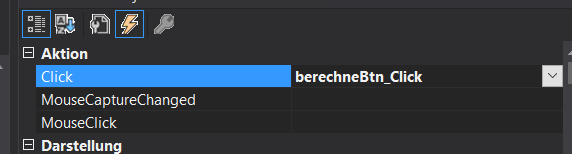 Aktion
Click berechneBtn_Click
MouseCaptureChanged
MouseClick
Darstellung